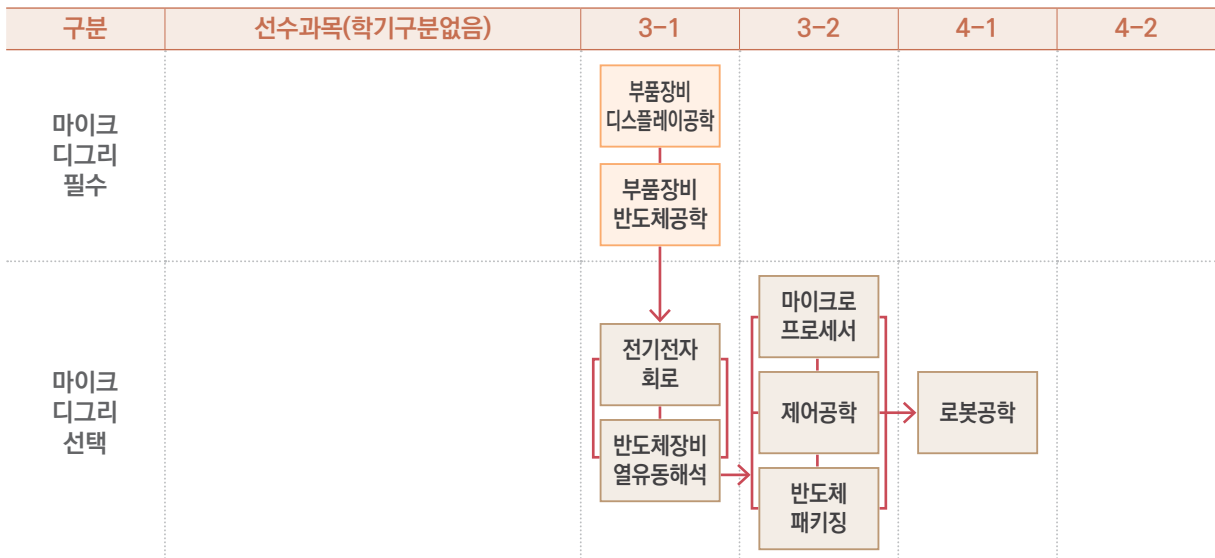 구분 선수과목(학기구분없음) 3-1 3-2 4-1 4-2
마이크
디그리
필수
부품장비
디스플레이공학
부품장비
반도체공학
마이크
디그리
선택
전기전자
회로
반도체장비
열유동해석
마이크로
프로세서
제어공학
반도체
패키징
로봇공학